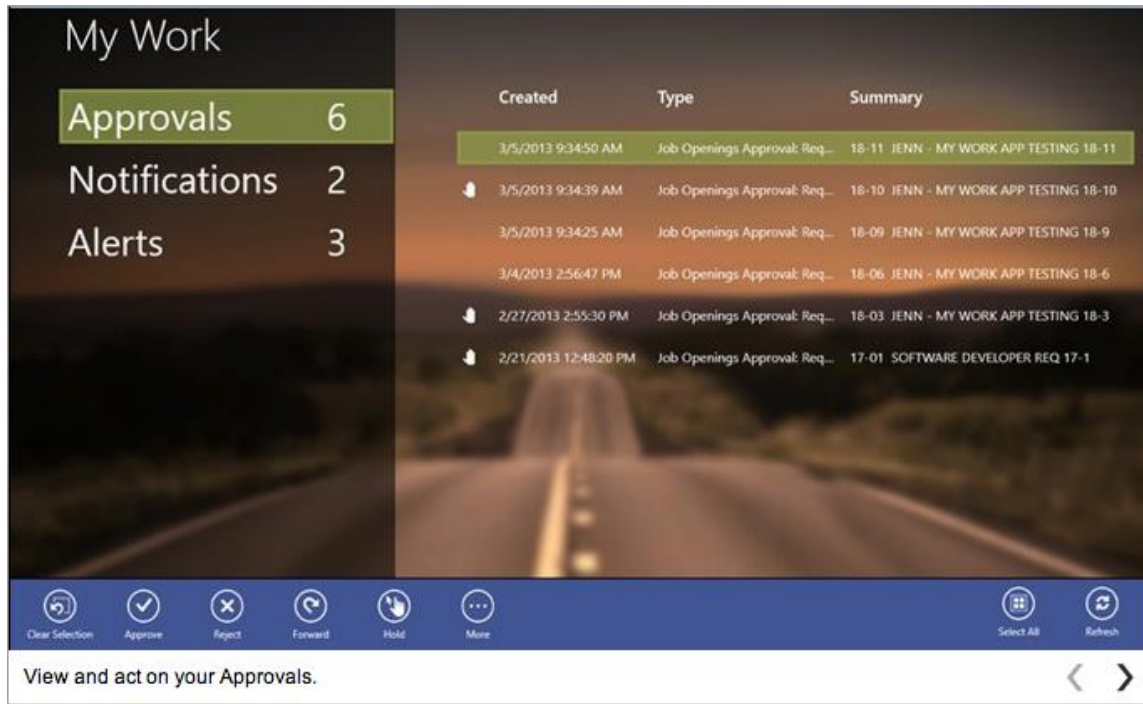 My Work
Approvals 6
Notifications 2
Alerts 3
Created Type Summary
3/5/2013 9:34:50 AM Job Openings Approval: Req... 18-11 JENN - MY WORK APP TESTING 18-11
3/5/2013 9:34:39 AM Job Openings Approval: Req... 18-10 JENN - MY WORK APP TESTING 18-10
3/5/2013 9:34:25 AM Job Openings Approval: Req... 18-09 JENN - MY WORK APP TESTING 18-9
3/4/2013 2:56:47 PM Job Openings Approval: Req... 18-06 JENN - MY WORK APP TESTING 18-6
2/27/2013 2:55:30 PM Job Openings Approval: Req... 18-03 JENN - MY WORK APP TESTING 18-3
2/21/2013 12:48:20 PM Job Openings Approval: Req... 17-01 SOFTWARE DEVELOPER REQ 17-1
Clear Selection Approve Reject Forward Hold More Select All Refresh
View and act on your Approvals.